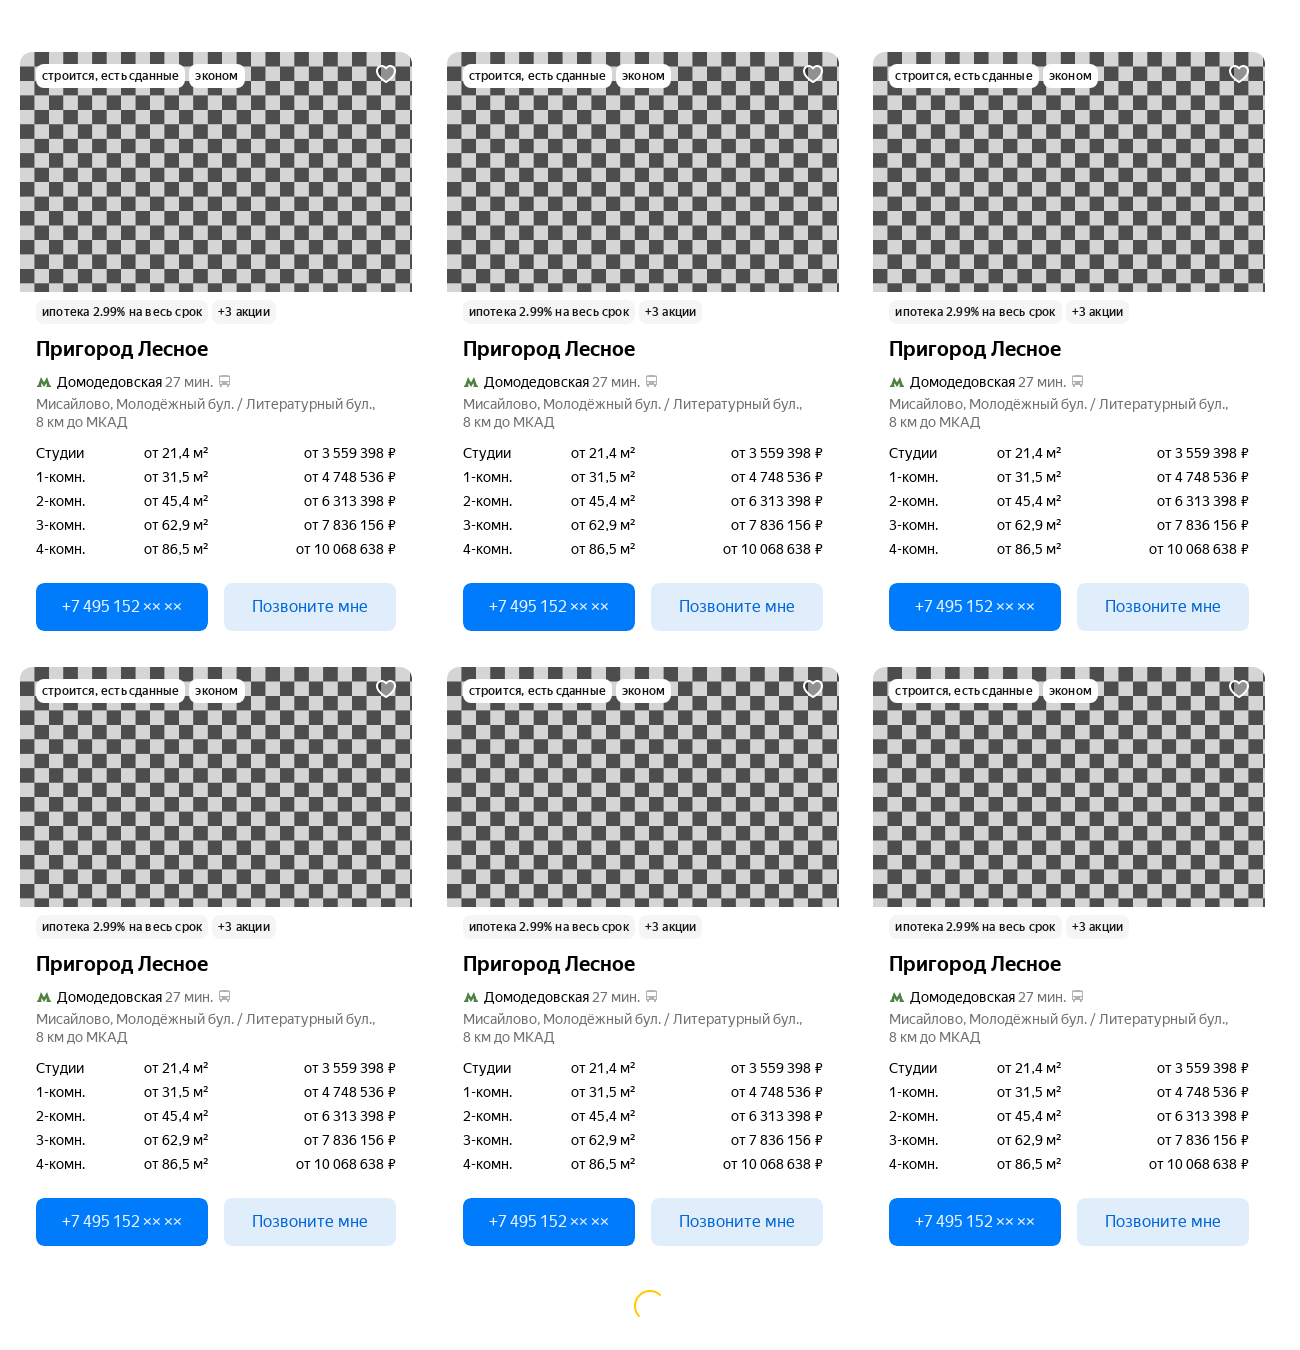 строится, есть сданные эконом
ипотека 2.99% на весь срок +3 акции
Пригород Лесное
Домодедовская 27 мин.
Мисайлово, Молодёжный бул. / Литературный бул.,
8 км до МКАД
Студии от 21,4 м² от 3 559 398 ₽
1-комн. от 31,5 м² от 4 748 536 ₽
2-комн. от 45,4 м² от 6 313 398 ₽
3-комн. от 62,9 м² от 7 836 156 ₽
4-комн. от 86,5 м² от 10 068 638 ₽
+7 495 152 ×× ×× Позвоните мне
строится, есть сданные эконом
ипотека 2.99% на весь срок +3 акции
Пригород Лесное
Домодедовская 27 мин.
Мисайлово, Молодёжный бул. / Литературный бул.,
8 км до МКАД
Студии от 21,4 м² от 3 559 398 ₽
1-комн. от 31,5 м² от 4 748 536 ₽
2-комн. от 45,4 м² от 6 313 398 ₽
3-комн. от 62,9 м² от 7 836 156 ₽
4-комн. от 86,5 м² от 10 068 638 ₽
+7 495 152 ×× ×× Позвоните мне
строится, есть сданные эконом
ипотека 2.99% на весь срок +3 акции
Пригород Лесное
Домодедовская 27 мин.
Мисайлово, Молодёжный бул. / Литературный бул.,
8 км до МКАД
Студии от 21,4 м² от 3 559 398 ₽
1-комн. от 31,5 м² от 4 748 536 ₽
2-комн. от 45,4 м² от 6 313 398 ₽
3-комн. от 62,9 м² от 7 836 156 ₽
4-комн. от 86,5 м² от 10 068 638 ₽
+7 495 152 ×× ×× Позвоните мне
строится, есть сданные эконом
ипотека 2.99% на весь срок +3 акции
Пригород Лесное
Домодедовская 27 мин.
Мисайлово, Молодёжный бул. / Литературный бул.,
8 км до МКАД
Студии от 21,4 м² от 3 559 398 ₽
1-комн. от 31,5 м² от 4 748 536 ₽
2-комн. от 45,4 м² от 6 313 398 ₽
3-комн. от 62,9 м² от 7 836 156 ₽
4-комн. от 86,5 м² от 10 068 638 ₽
+7 495 152 ×× ×× Позвоните мне
строится, есть сданные эконом
ипотека 2.99% на весь срок +3 акции
Пригород Лесное
Домодедовская 27 мин.
Мисайлово, Молодёжный бул. / Литературный бул.,
8 км до МКАД
Студии от 21,4 м² от 3 559 398 ₽
1-комн. от 31,5 м² от 4 748 536 ₽
2-комн. от 45,4 м² от 6 313 398 ₽
3-комн. от 62,9 м² от 7 836 156 ₽
4-комн. от 86,5 м² от 10 068 638 ₽
+7 495 152 ×× ×× Позвоните мне
строится, есть сданные эконом
ипотека 2.99% на весь срок +3 акции
Пригород Лесное
Домодедовская 27 мин.
Мисайлово, Молодёжный бул. / Литературный бул.,
8 км до МКАД
Студии от 21,4 м² от 3 559 398 ₽
1-комн. от 31,5 м² от 4 748 536 ₽
2-комн. от 45,4 м² от 6 313 398 ₽
3-комн. от 62,9 м² от 7 836 156 ₽
4-комн. от 86,5 м² от 10 068 638 ₽
+7 495 152 ×× ×× Позвоните мне